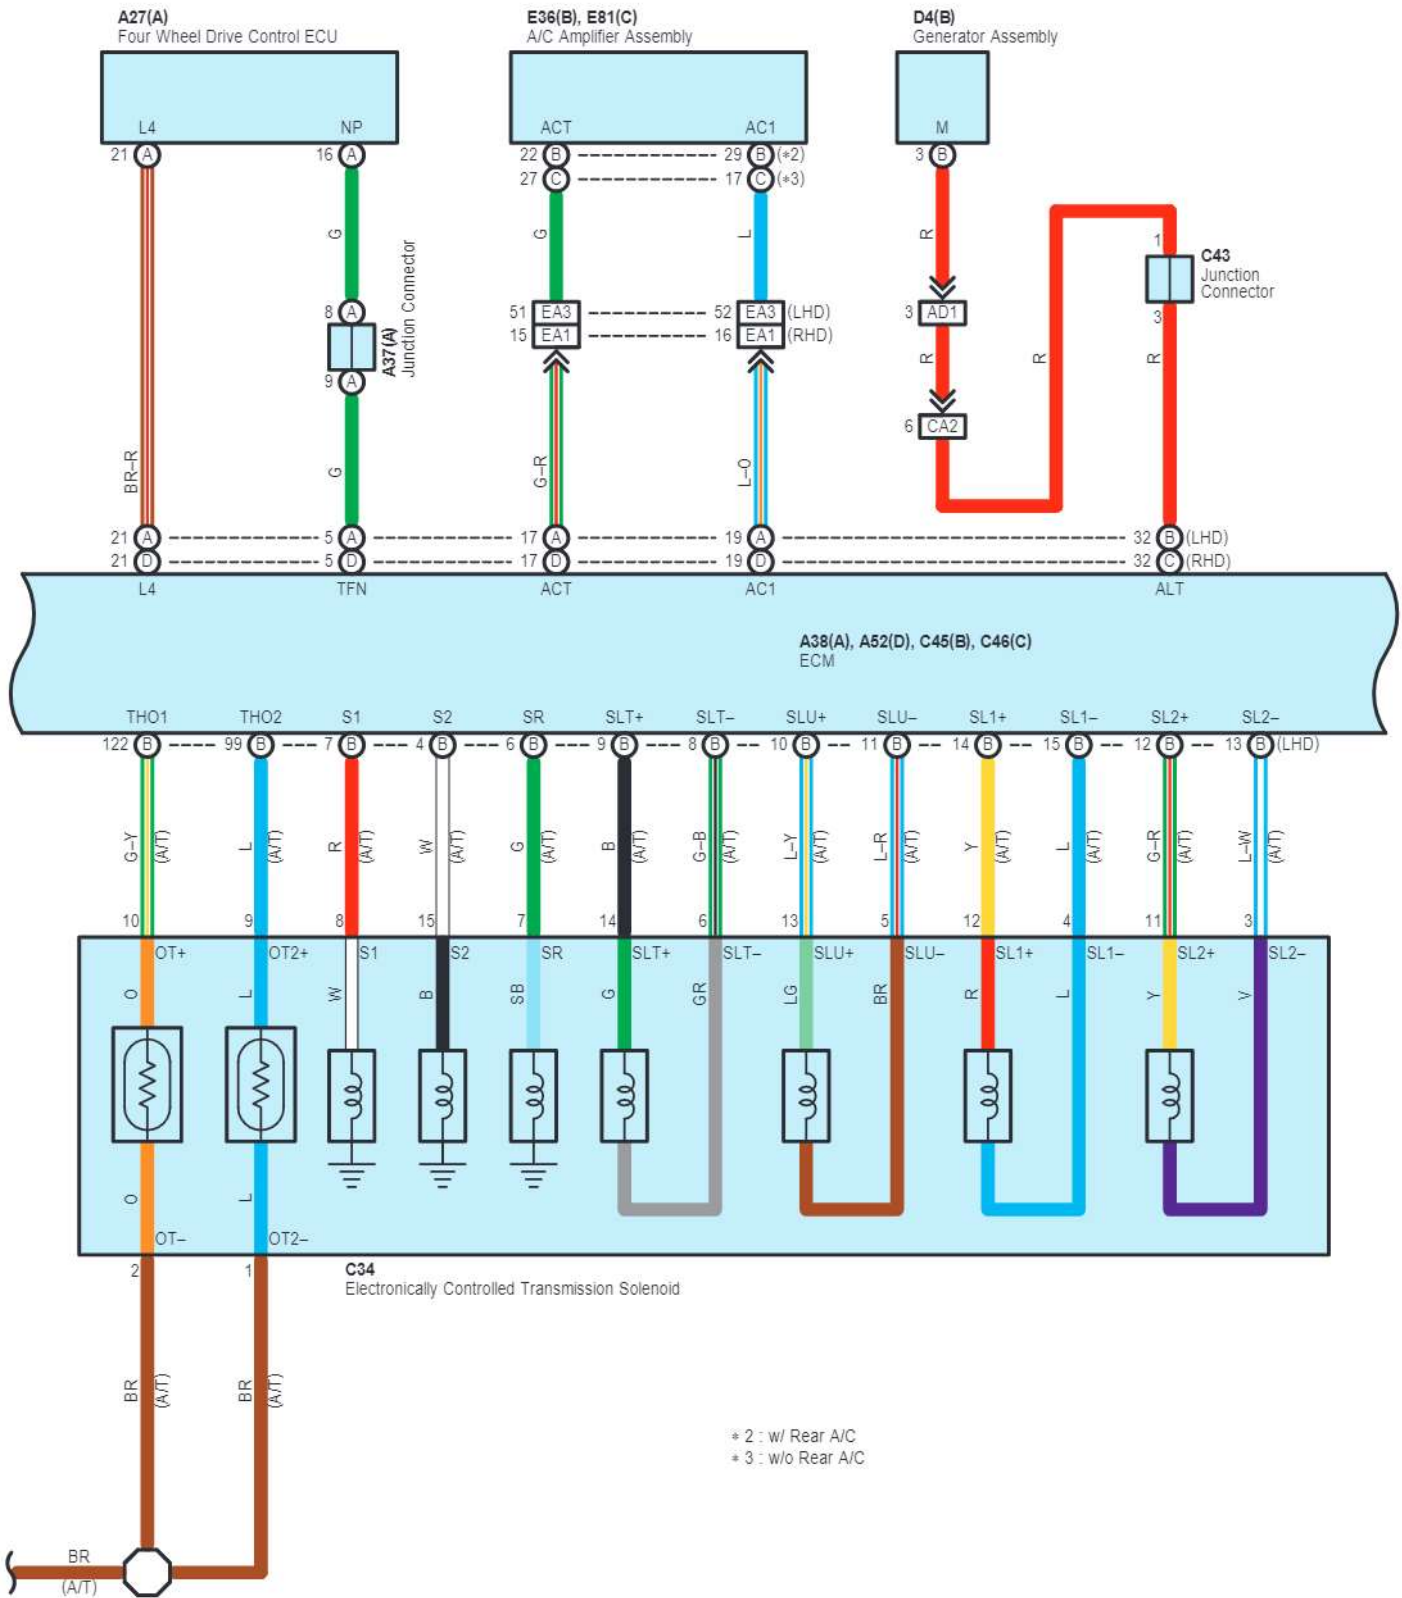 A27(A) E36(B), E81(C) D4(B)
Four Wheel Drive Control ECU A/C Amplifier Assembly Generator Assembly
L4 NP ACT AC1 M
21 A 16 A 22 B 29 B (*2) 3 B
27 C 17 C (*3)
G G L R R 1 C43
Junction
Connector
8 A 51 EA3 52 EA3 (LHD) 3 AD1 3
15 EA1 16 EA1 (RHD)
A37(A)
Junction Connector
R R R
9 A
6 CA2
BR–R G G–R L–O
21 A 5 A 17 A 19 A 32 B (LHD)
21 D 5 D 17 D 19 D 32 C (RHD)
L4 TFN ACT AC1 ALT
A38(A), A52(D), C45(B), C46(C)
ECM
THO1 THO2 S1 S2 SR SLT+ SLT– SLU+ SLU– SL1+ SL1– SL2+ SL2–
122 B 99 B 7 B 4 B 6 B 9 B 8 B 10 B 11 B 14 B 15 B 12 B 13 B (LHD)
G–Y L R W G B G–B L–Y L–R Y L G–R L–W
(A/T) (A/T) (A/T) (A/T) (A/T) (A/T) (A/T) (A/T) (A/T) (A/T) (A/T) (A/T) (A/T)
10 9 8 15 7 14 6 13 5 12 4 11 3
OT+ OT2+ S1 S2 SR SLT+ SLT– SLU+ SLU– SL1+ SL1– SL2+ SL2–
O L W B SB G GR LG BR R L Y V
O L
OT– OT2–
2 1 C34
Electronically Controlled Transmission Solenoid
BR (A/T) BR (A/T)
* 2 : w/ Rear A/C
* 3 : w/o Rear A/C
BR
(A/T)